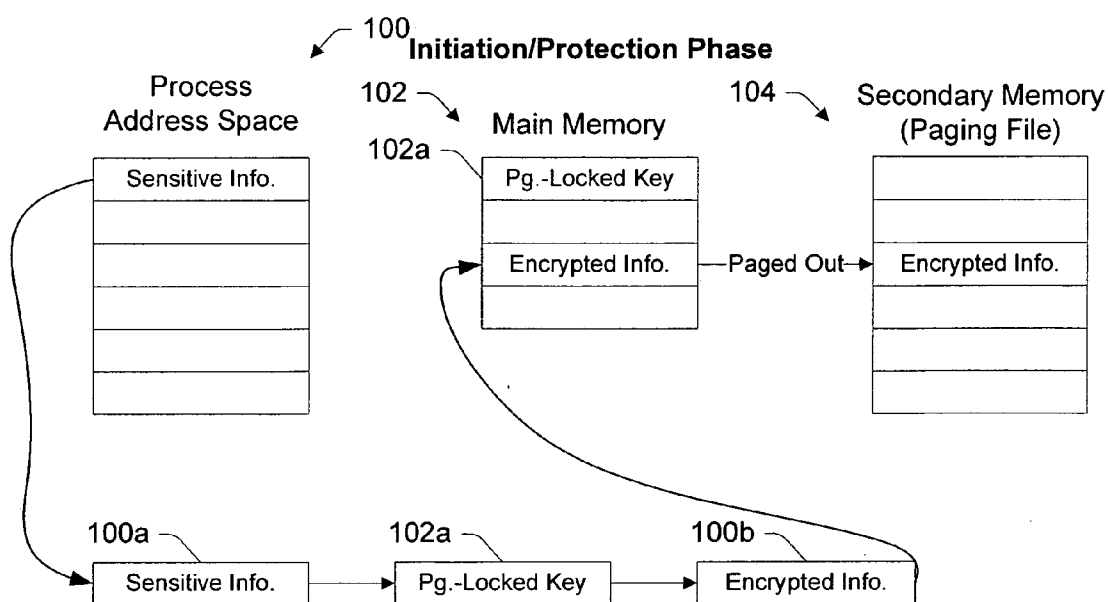 100
Initiation/Protection Phase
Process
Address Space
102
Main Memory
104
Secondary Memory
(Paging File)
102a
Sensitive Info.
Pg.-Locked Key
Encrypted Info.
Paged Out
Encrypted Info.
100a
102a
100b
Sensitive Info.
Pg.-Locked Key
Encrypted Info.